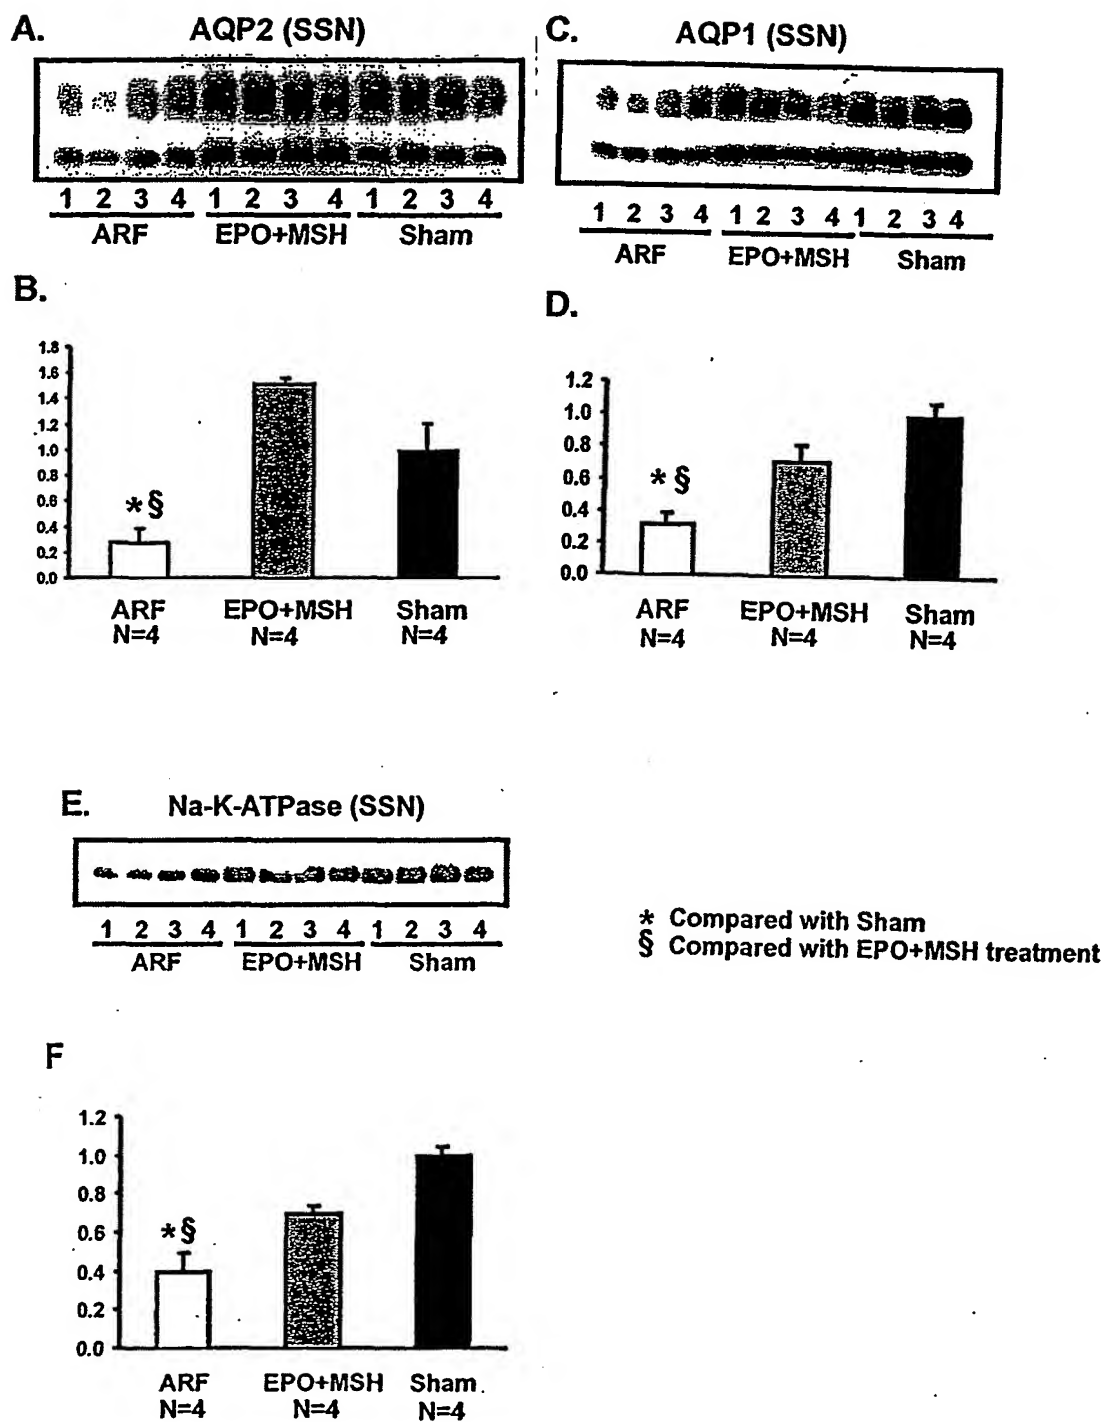 A.
AQP2 (SSN)
1 2 3 4 1 2 3 4 1 2 3 4
ARF EPO+MSH Sham
C.
AQP1 (SSN)
1 2 3 4 1 2 3 4 1 2 3 4
ARF EPO+MSH Sham
B.
1.8
1.6
1.4
1.2
1.0
0.8
0.6
0.4
0.2
0.0
* §
ARF EPO+MSH Sham
N=4 N=4 N=4
D.
1.2
1.0
0.8
0.6
0.4
0.2
0.0
* §
ARF EPO+MSH Sham
N=4 N=4 N=4
E.
Na-K-ATPase (SSN)
1 2 3 4 1 2 3 4 1 2 3 4
ARF EPO+MSH Sham
* Compared with Sham
§ Compared with EPO+MSH treatment
F
1.2
1.0
0.8
0.6
0.4
0.2
0.0
*§
ARF EPO+MSH Sham
N=4 N=4 N=4